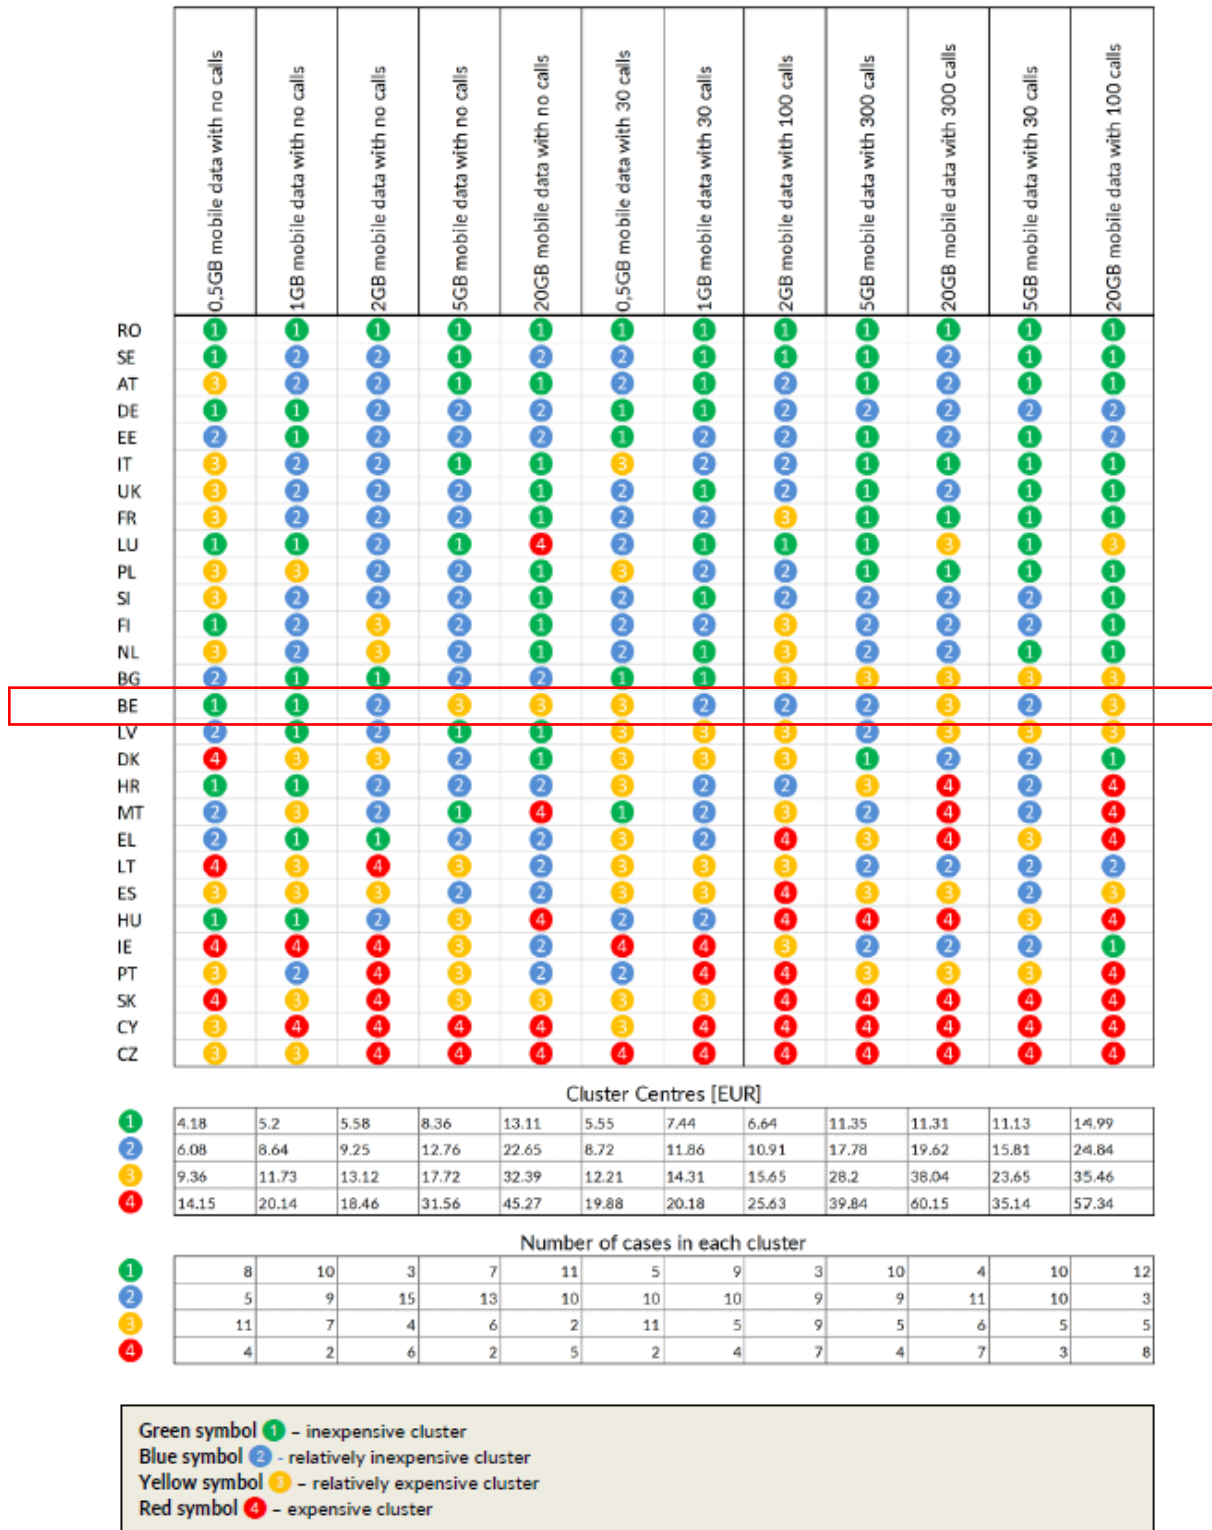 0,5GB mobile data with no calls
1GB mobile data with no calls
2GB mobile data with no calls
5GB mobile data with no calls
20GB mobile data with no calls
0,5GB mobile data with 30 calls
1GB mobile data with 30 calls
2GB mobile data with 100 calls
5GB mobile data with 300 calls
20GB mobile data with 300 calls
5GB mobile data with 30 calls
20GB mobile data with 100 calls
RO 1 1 1 1 1 1 1 1 1 1 1 1
SE 1 2 2 1 2 2 1 1 1 2 1 1
AT 3 2 2 1 1 2 1 2 1 2 1 1
DE 1 1 2 2 2 1 1 2 2 2 2 2
EE 2 1 2 2 2 1 2 2 1 2 1 2
IT 3 2 2 1 1 3 2 2 1 1 1 1
UK 3 2 2 2 1 2 1 2 1 2 1 1
FR 3 2 2 2 1 2 2 3 1 1 1 1
LU 1 1 2 1 4 2 1 1 1 3 1 3
PL 3 3 2 2 1 3 2 2 1 1 1 1
SI 3 2 2 2 1 2 1 2 2 2 2 1
FI 1 2 3 2 1 2 2 3 2 2 2 1
NL 3 2 3 2 1 2 1 3 2 2 1 1
BG 2 1 1 2 2 1 1 3 3 3 3 3
BE 1 1 2 3 3 3 2 2 2 3 2 3
LV 2 1 2 1 1 3 3 3 2 3 3 3
DK 4 3 3 2 1 3 3 3 1 2 2 1
HR 1 1 2 2 2 3 2 2 3 4 2 4
MT 2 3 2 1 4 1 2 3 2 4 2 4
EL 2 1 1 2 2 3 2 4 3 4 3 4
LT 4 3 4 3 2 3 3 3 2 2 2 2
ES 3 3 3 2 2 3 3 4 3 3 2 3
HU 1 1 2 3 4 2 2 4 4 4 3 4
IE 4 4 4 3 2 4 4 3 2 2 2 1
PT 3 2 4 3 2 2 4 4 3 3 3 4
SK 4 3 4 3 3 3 3 4 4 4 4 4
CY 3 4 4 4 4 3 4 4 4 4 4 4
CZ 3 3 4 4 4 4 4 4 4 4 4 4
Cluster Centres [EUR]
1 4.18 5.2 5.58 8.36 13.11 5.55 7.44 6.64 11.35 11.31 11.13 14.99
2 6.08 8.64 9.25 12.76 22.65 8.72 11.86 10.91 17.78 19.62 15.81 24.84
3 9.36 11.73 13.12 17.72 32.39 12.21 14.31 15.65 28.2 38.04 23.65 35.46
4 14.15 20.14 18.46 31.56 45.27 19.88 20.18 25.63 39.84 60.15 35.14 57.34
Number of cases in each cluster
1 8 10 3 7 11 5 9 3 10 4 10 12
2 5 9 15 13 10 10 10 9 9 11 10 3
3 11 7 4 6 2 11 5 9 5 6 5 5
4 4 2 6 2 5 2 4 7 4 7 3 8
Green symbol 1 – inexpensive cluster
Blue symbol 2 - relatively inexpensive cluster
Yellow symbol 3 – relatively expensive cluster
Red symbol 4 – expensive cluster